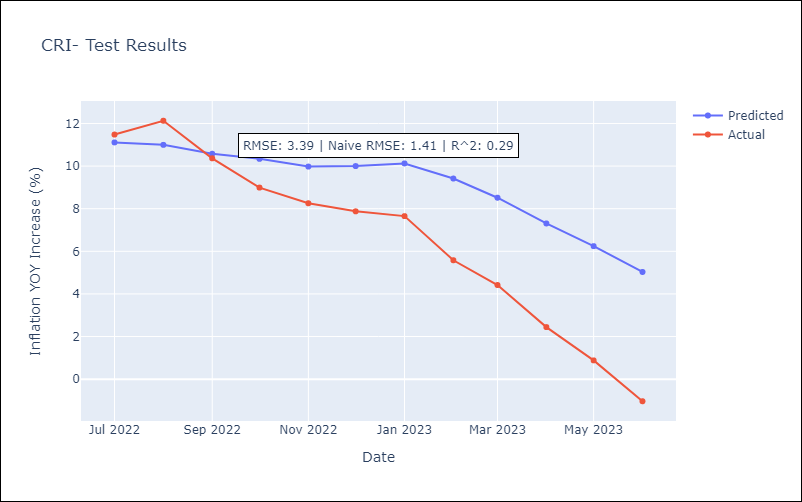 CRI- Test Results
Predicted
Actual
RMSE: 3.39 | Naive RMSE: 1.41 | R^2: 0.29
Inflation YOY Increase (%)
12
10
8
6
4
2
0
Jul 2022 Sep 2022 Nov 2022 Jan 2023 Mar 2023 May 2023
Date